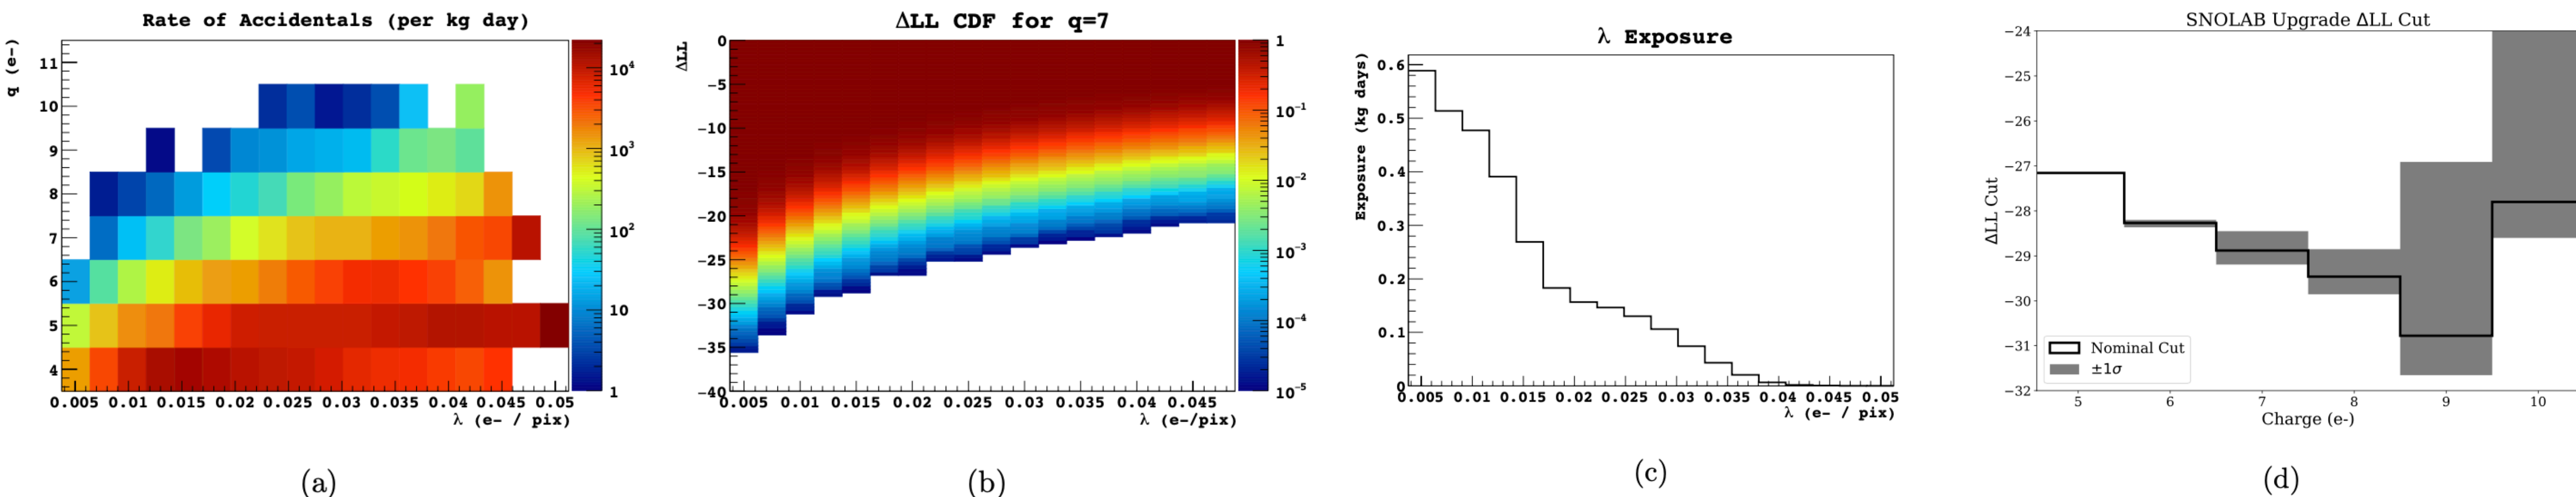 Rate of Accidentals (per kg day)
q (e-)
11
10
9
8
7
6
5
4
0.005 0.01 0.015 0.02 0.025 0.03 0.035 0.04 0.045 0.05
λ (e- / pix)
10⁴
10³
10²
10
1
(a)
ΔLL CDF for q=7
ΔLL
0
−5
−10
−15
−20
−25
−30
−35
−40
0.005 0.01 0.015 0.02 0.025 0.03 0.035 0.04 0.045
λ (e-/pix)
1
10⁻¹
10⁻²
10⁻³
10⁻⁴
10⁻⁵
(b)
λ Exposure
Exposure (kg days)
0.6
0.5
0.4
0.3
0.2
0.1
0
0.005 0.01 0.015 0.02 0.025 0.03 0.035 0.04 0.045 0.05
λ (e- / pix)
(c)
SNOLAB Upgrade ΔLL Cut
ΔLL Cut
−24
−25
−26
−27
−28
−29
−30
−31
−32
Nominal Cut
±1σ
5 6 7 8 9 10
Charge (e-)
(d)